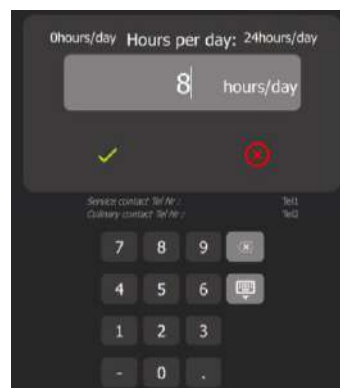 0hours/day Hours per day: 24hours/day
8 hours/day
Service contact Tel Nr :
Tel1
Culinary contact Tel Nr :
Tel2
7 8 9
4 5 6
1 2 3
- 0 .